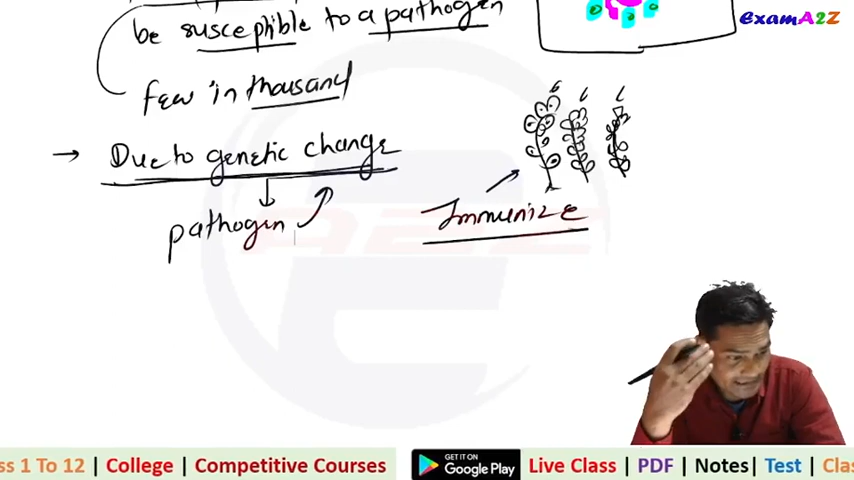 be susceptible to a pathogen
ExamA2Z
few in thousand
→ Due to genetic change
pathogen
Immunize
A2Z
ss 1 To 12 | College | Competitive Courses
GET IT ON
Google Play
Live Class | PDF | Notes| Test | Clas